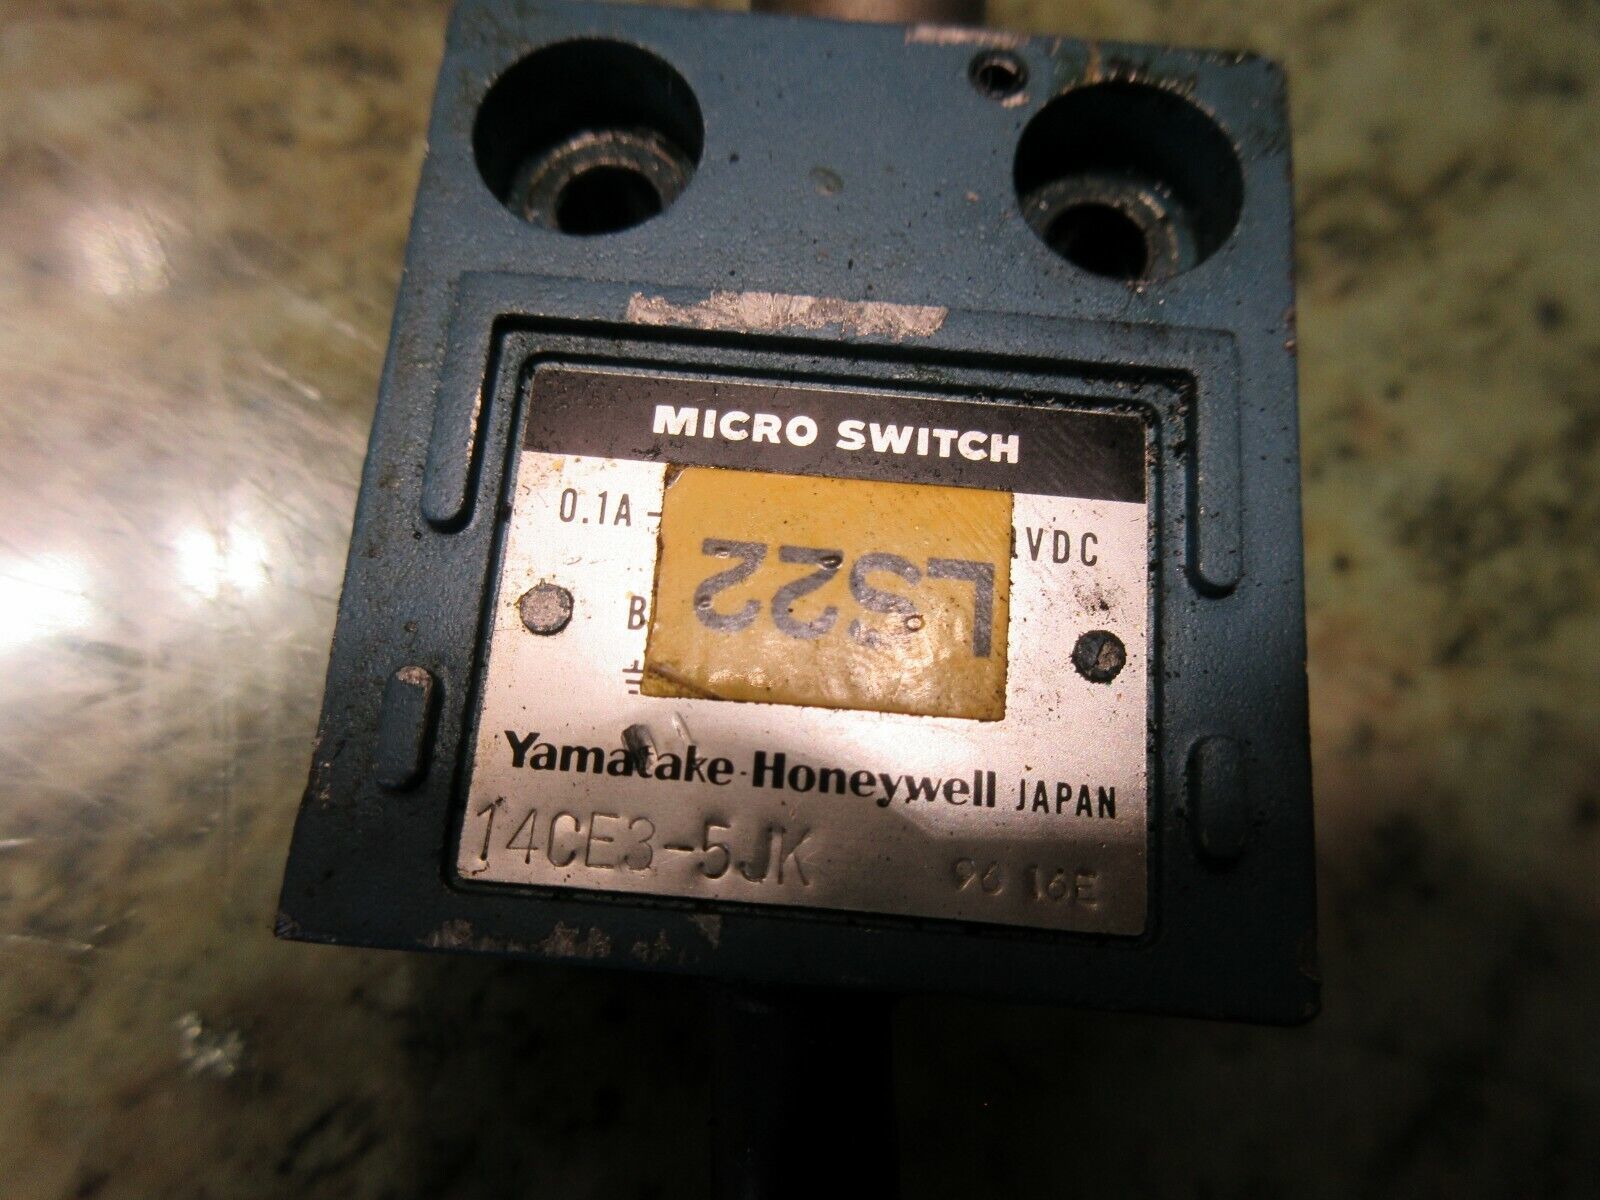 MICRO SWITCH
0.1A - VDC
LS22
B
Yamatake-Honeywell JAPAN
14CE3-5JK 96 16E